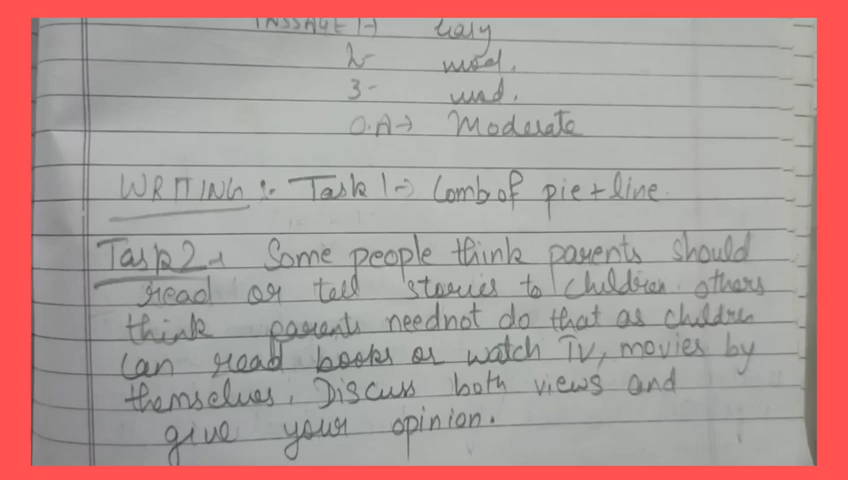 PASSAGE 1→ Easy
2- mod.
3- mod.
O.A→ Moderate
WRITING :- Task 1→ Comb of pie + line.
Task 2→ Some people think parents should
read or tell stories to children. others
think parents neednot do that as children
can read books or watch TV, movies by
themselves. Discuss both views and
give your opinion.